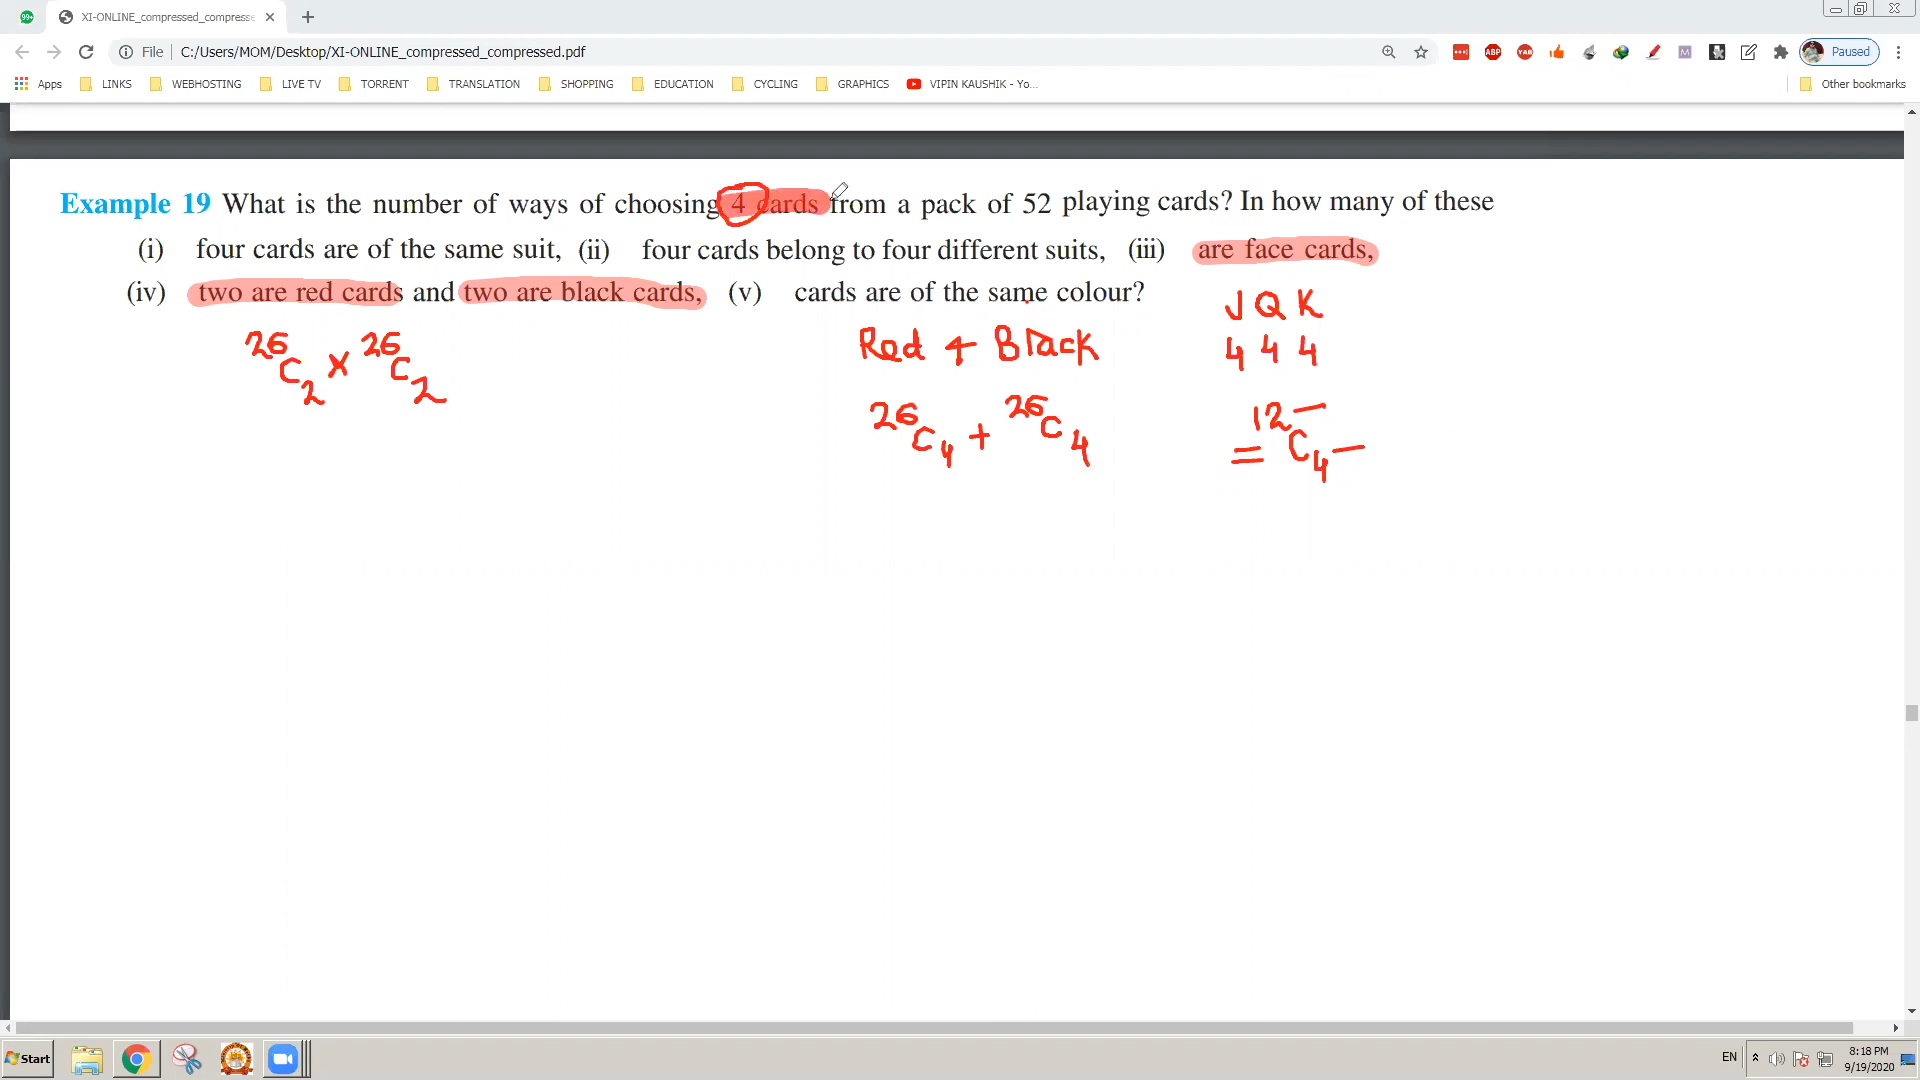 99+
XI-ONLINE_compressed_compresse
File
C:/Users/MOM/Desktop/XI-ONLINE_compressed_compressed.pdf
ABP
YAB
M
Paused
Apps LINKS WEBHOSTING LIVE TV TORRENT TRANSLATION SHOPPING EDUCATION CYCLING GRAPHICS VIPIN KAUSHIK - Yo... Other bookmarks
Example 19 What is the number of ways of choosing 4 cards from a pack of 52 playing cards? In how many of these
(i) four cards are of the same suit, (ii) four cards belong to four different suits, (iii) are face cards,
(iv) two are red cards and two are black cards, (v) cards are of the same colour?
J Q K
Red + Black
4 4 4
26C2 × 26C2
26C4 + 26C4
= 12C4
Start
EN
8:18 PM
9/19/2020